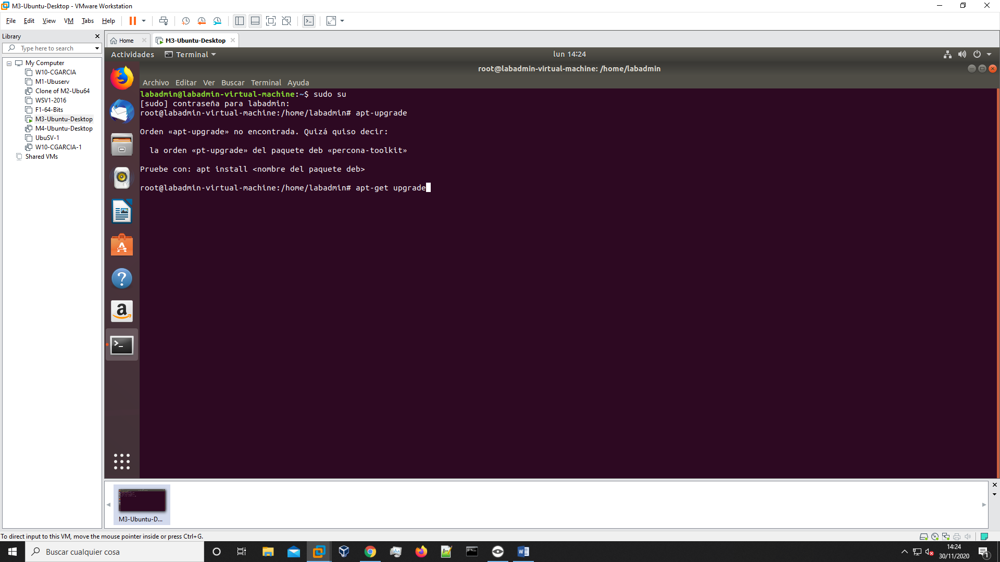 M3-Ubuntu-Desktop - VMware Workstation
File Edit View VM Tabs Help
Library
Type here to search
My Computer
W10-CGARCIA
M1-Ubuserv
Clone of M2-Ubu64
WSV1-2016
F1-64-Bits
M3-Ubuntu-Desktop
M4-Ubuntu-Desktop
UbuSV-1
W10-CGARCIA-1
Shared VMs
Home
M3-Ubuntu-Desktop
Actividades
Terminal
lun 14:24
root@labadmin-virtual-machine: /home/labadmin
Archivo Editar Ver Buscar Terminal Ayuda
labadmin@labadmin-virtual-machine:~$ sudo su
[sudo] contraseña para labadmin:
root@labadmin-virtual-machine:/home/labadmin# apt-upgrade
Orden «apt-upgrade» no encontrada. Quizá quiso decir:
la orden «pt-upgrade» del paquete deb «percona-toolkit»
Pruebe con: apt install <nombre del paquete deb>
root@labadmin-virtual-machine:/home/labadmin# apt-get upgrade
M3-Ubuntu-D...
To direct input to this VM, move the mouse pointer inside or press Ctrl+G.
Buscar cualquier cosa
14:24
30/11/2020
1